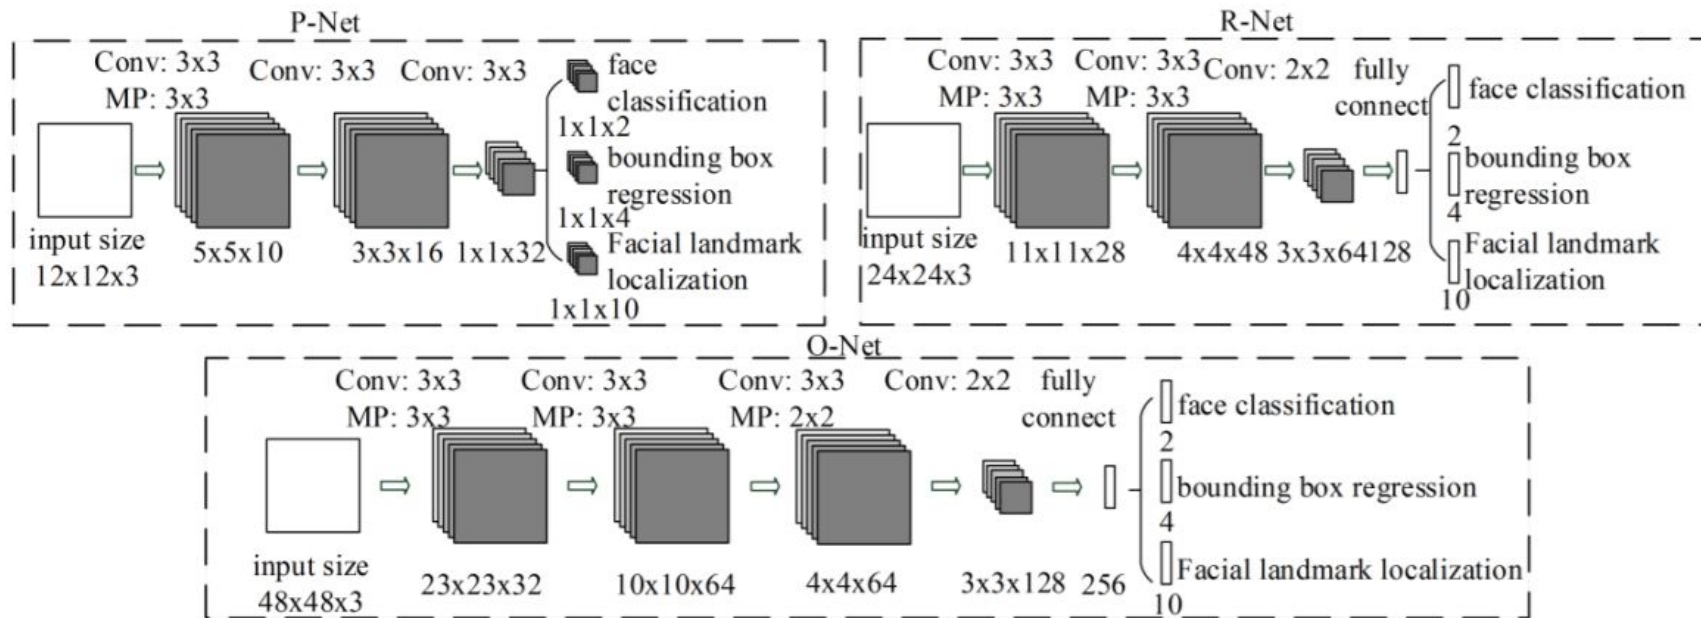 P-Net
Conv: 3x3
MP: 3x3
Conv: 3x3
Conv: 3x3
input size
12x12x3
5x5x10
3x3x16
1x1x32
face
classification
1x1x2
bounding box
regression
1x1x4
Facial landmark
localization
1x1x10
R-Net
Conv: 3x3
MP: 3x3
Conv: 3x3
MP: 3x3
Conv: 2x2
fully
connect
input size
24x24x3
11x11x28
4x4x48
3x3x64
128
face classification
2
bounding box
regression
4
Facial landmark
localization
10
O-Net
Conv: 3x3
MP: 3x3
Conv: 3x3
MP: 3x3
Conv: 3x3
MP: 2x2
Conv: 2x2
fully
connect
input size
48x48x3
23x23x32
10x10x64
4x4x64
3x3x128
256
face classification
2
bounding box regression
4
Facial landmark localization
10